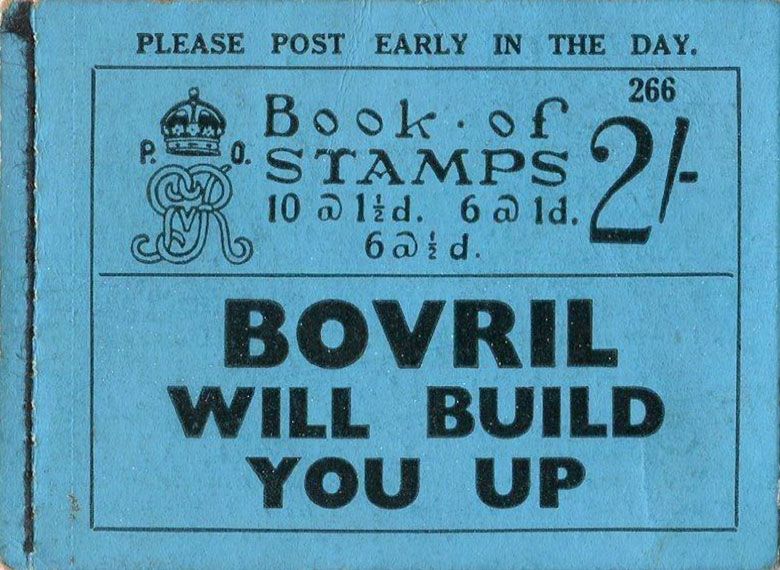 PLEASE POST EARLY IN THE DAY.
266
Book · of
STAMPS 2/-
P. O.
GVR
10 @ 1½d. 6 @ 1d.
6 @ ½d.
BOVRIL
WILL BUILD
YOU UP